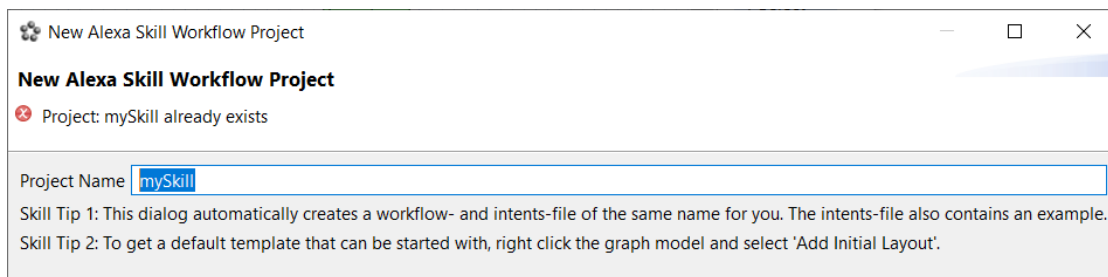 New Alexa Skill Workflow Project
New Alexa Skill Workflow Project
Project: mySkill already exists
Project Name mySkill
Skill Tip 1: This dialog automatically creates a workflow- and intents-file of the same name for you. The intents-file also contains an example.
Skill Tip 2: To get a default template that can be started with, right click the graph model and select 'Add Initial Layout'.